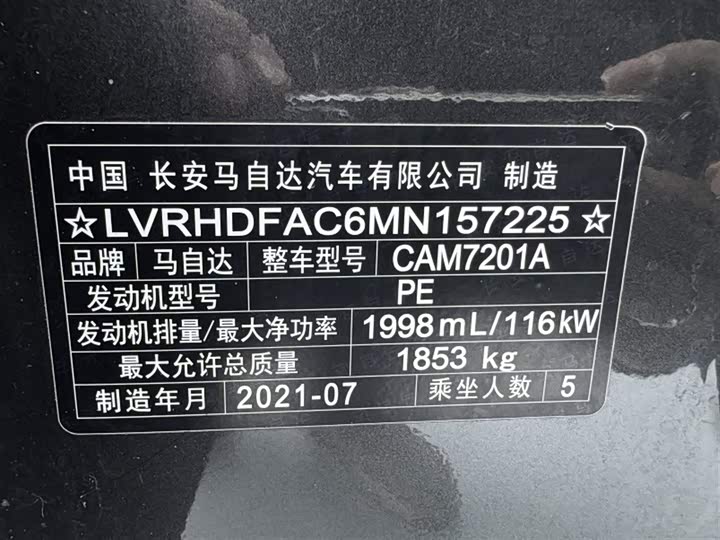 中国 长安马自达汽车有限公司 制造
☆LVRHDFAC6MN157225☆
品牌 马自达 整车型号 CAM7201A
发动机型号 PE
发动机排量/最大净功率 1998mL/116kW
最大允许总质量 1853 kg
制造年月 2021-07 乘坐人数 5